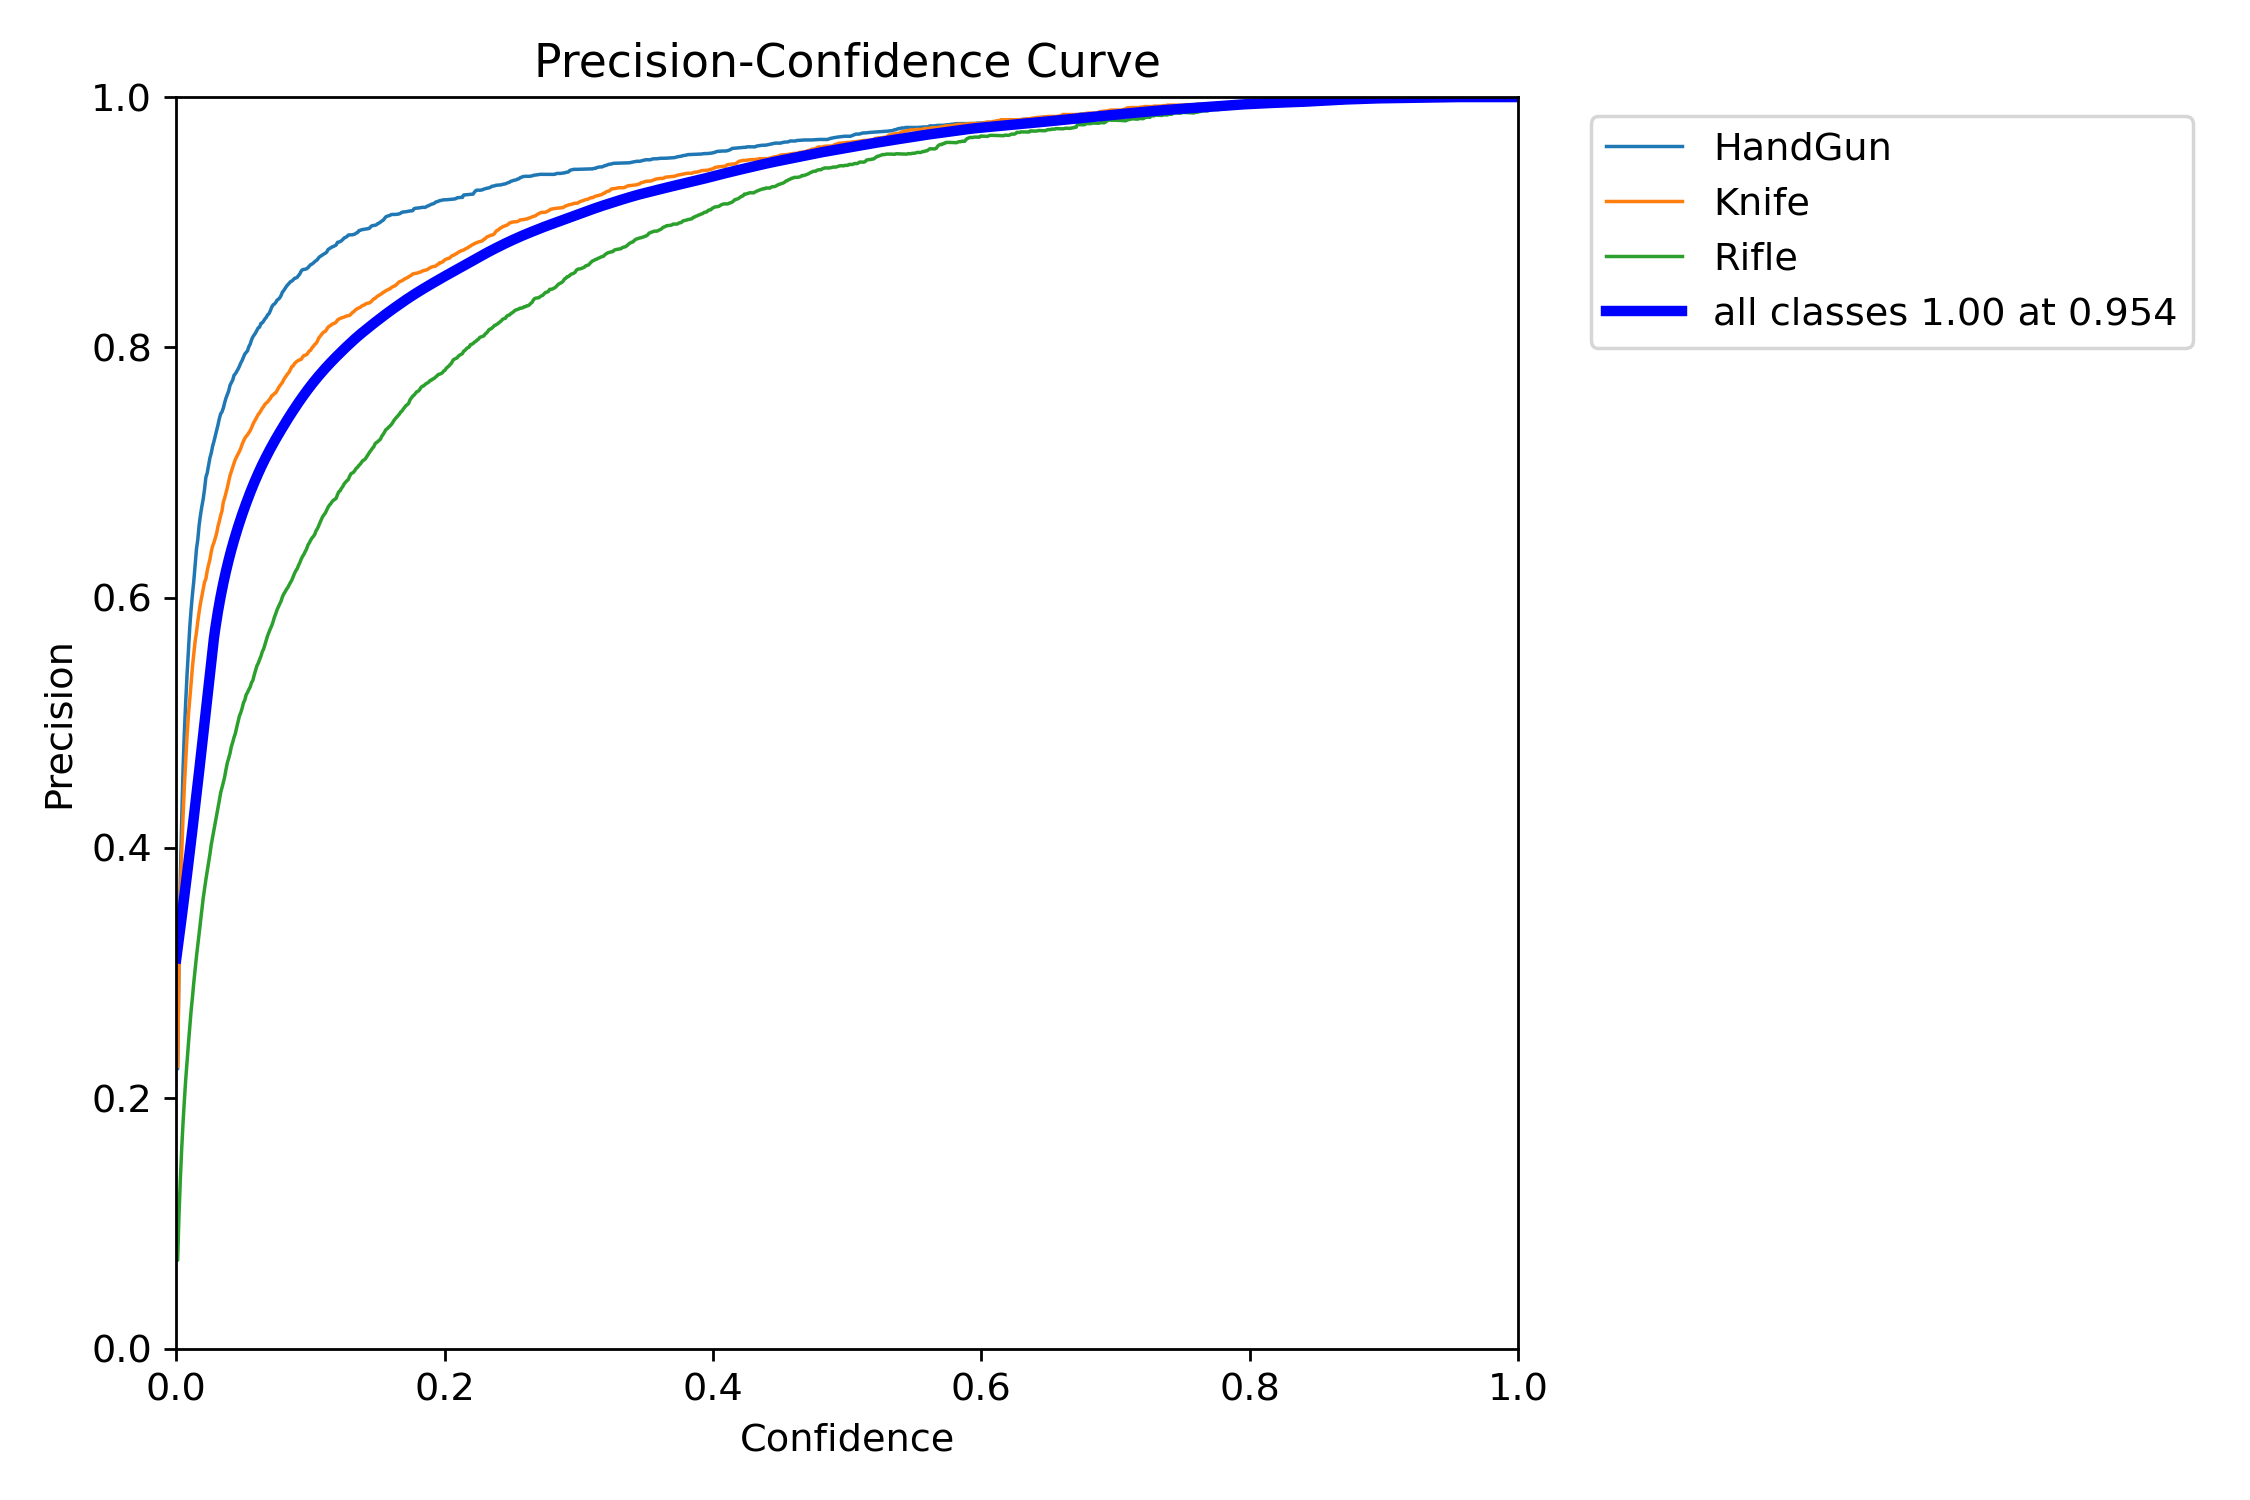 Precision-Confidence Curve
1.0
0.8
0.6
0.4
0.2
0.0
Precision
0.0 0.2 0.4 0.6 0.8 1.0
Confidence
HandGun
Knife
Rifle
all classes 1.00 at 0.954